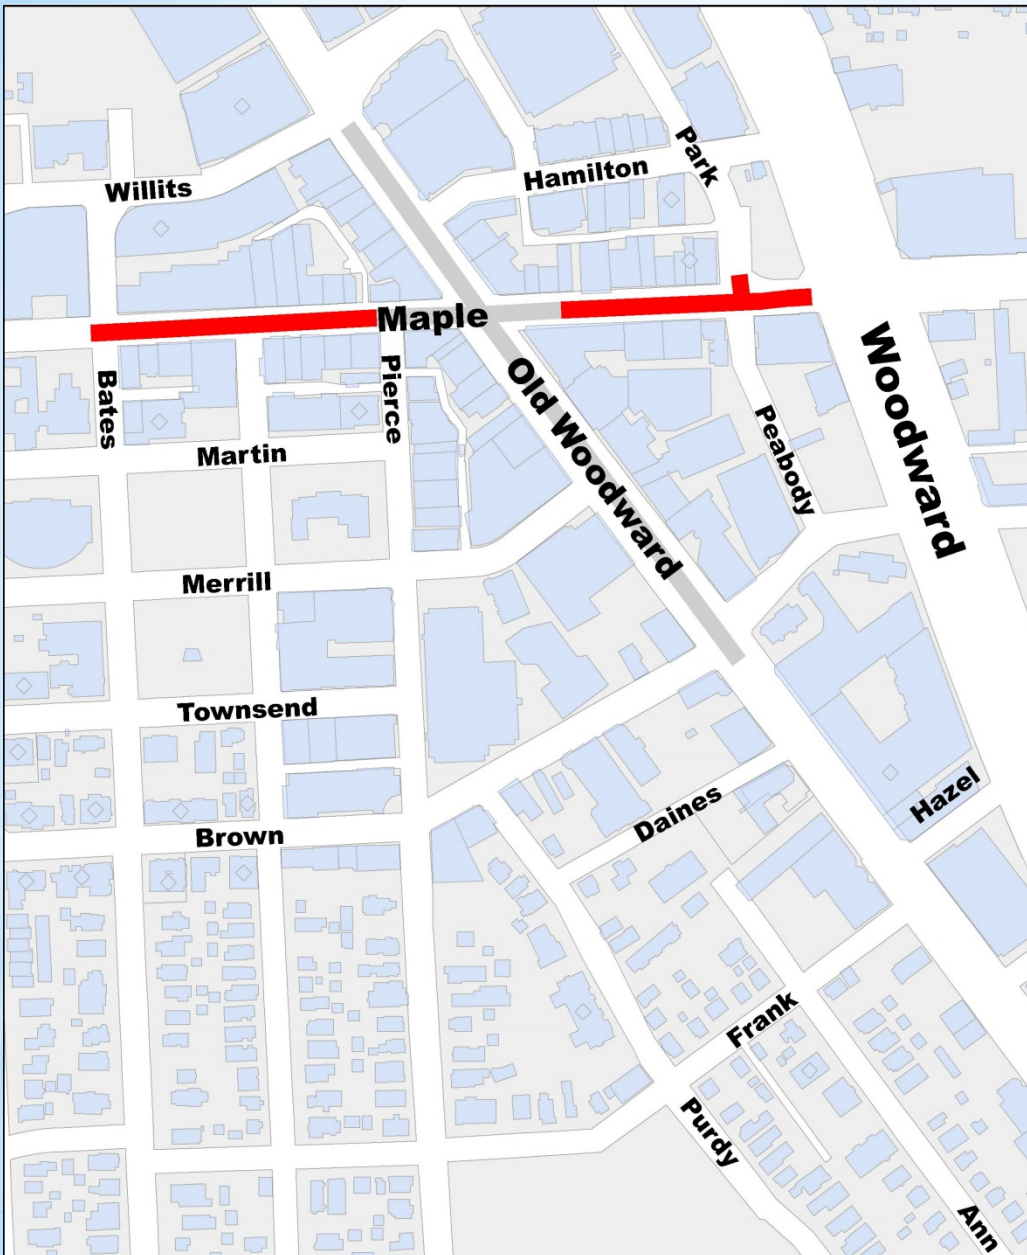 Park
Hamilton
Willits
Maple
Bates
Pierce
Old Woodward
Woodward
Peabody
Martin
Merrill
Townsend
Hazel
Daines
Brown
Frank
Purdy
Ann